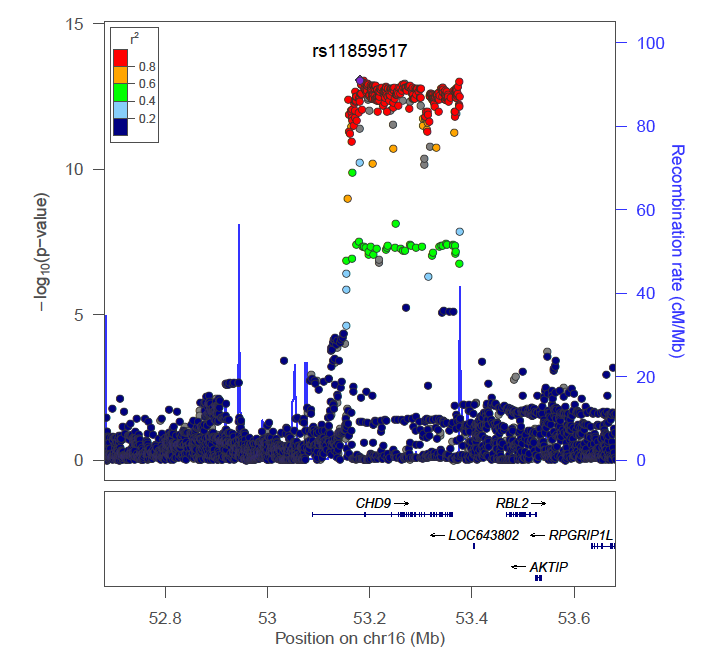 rs11859517
r2
0.8
0.6
0.4
0.2
15
10
5
0
−log10(p−value)
100
80
60
40
20
0
Recombination rate (cM/Mb)
CHD9
RBL2
LOC643802
RPGRIP1L
AKTIP
52.8
53
53.2
53.4
53.6
Position on chr16 (Mb)